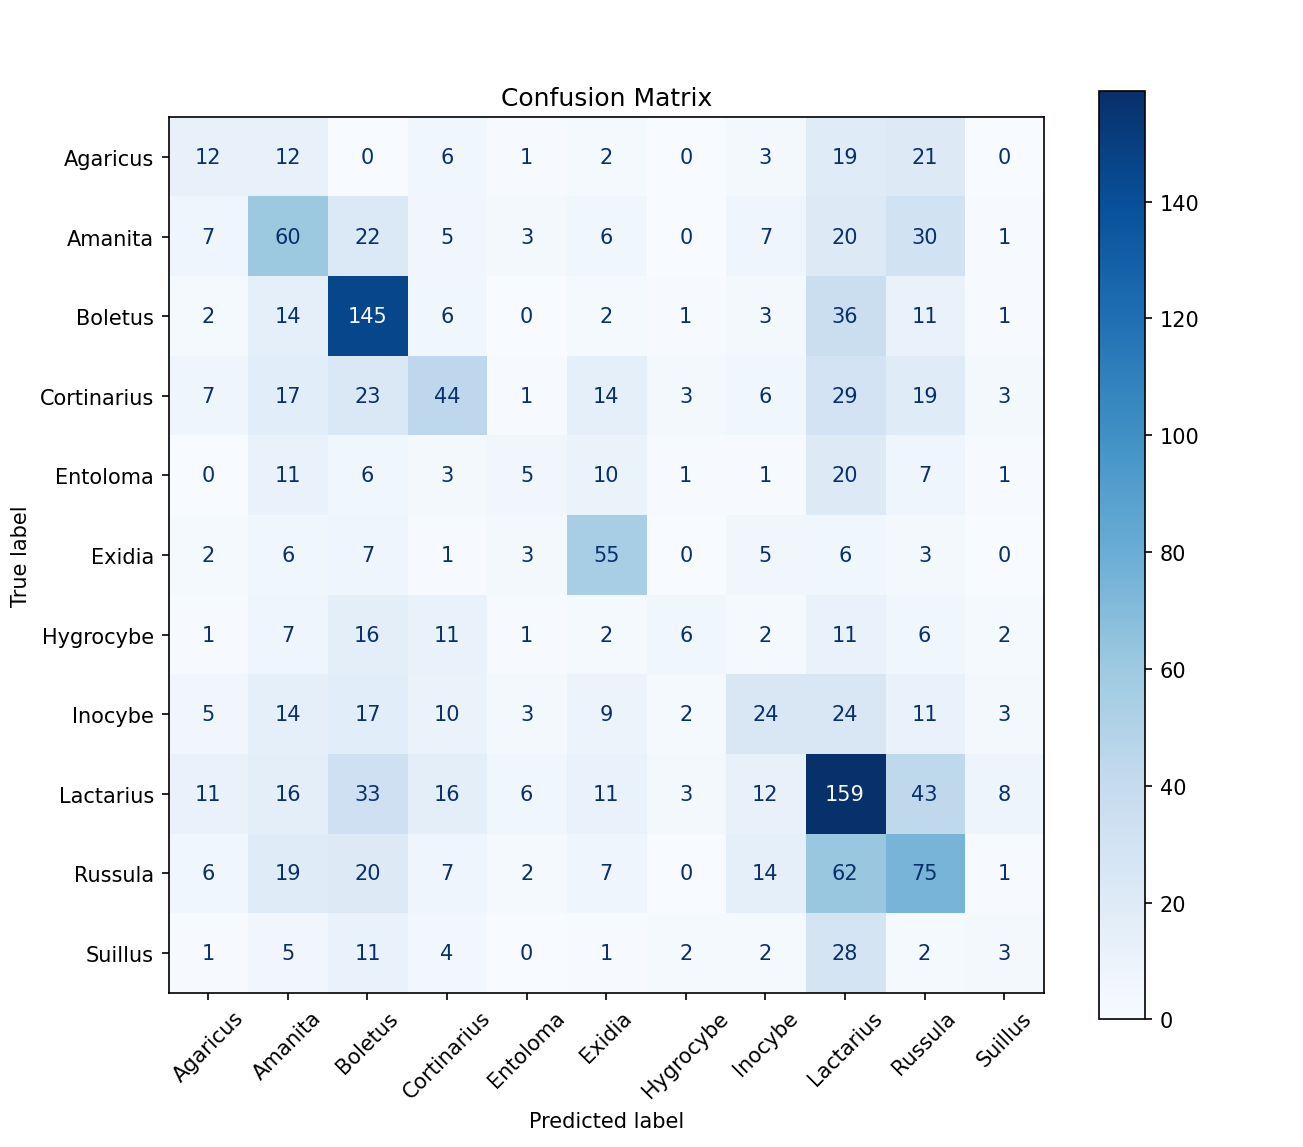 Confusion Matrix
Agaricus 12 12 0 6 1 2 0 3 19 21 0
Amanita 7 60 22 5 3 6 0 7 20 30 1
Boletus 2 14 145 6 0 2 1 3 36 11 1
Cortinarius 7 17 23 44 1 14 3 6 29 19 3
Entoloma 0 11 6 3 5 10 1 1 20 7 1
Exidia 2 6 7 1 3 55 0 5 6 3 0
Hygrocybe 1 7 16 11 1 2 6 2 11 6 2
Inocybe 5 14 17 10 3 9 2 24 24 11 3
Lactarius 11 16 33 16 6 11 3 12 159 43 8
Russula 6 19 20 7 2 7 0 14 62 75 1
Suillus 1 5 11 4 0 1 2 2 28 2 3
Agaricus Amanita Boletus Cortinarius Entoloma Exidia Hygrocybe Inocybe Lactarius Russula Suillus
Predicted label
True label
140
120
100
80
60
40
20
0